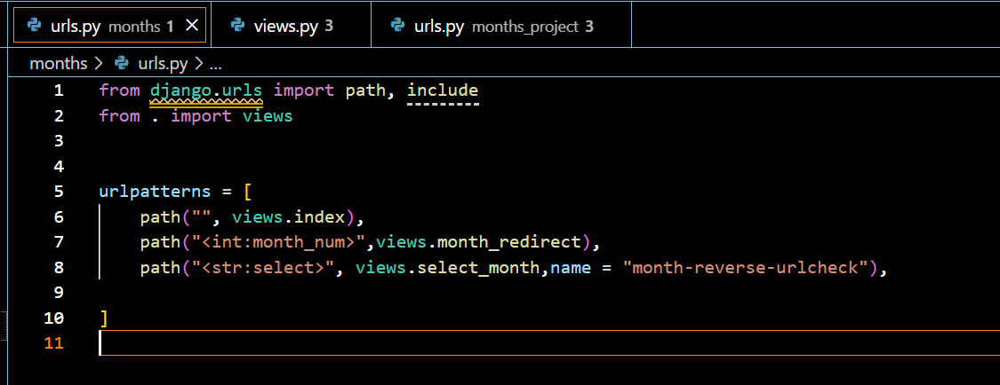 urls.py months 1 × views.py 3 urls.py months_project 3
months > urls.py > ...
1 from django.urls import path, include
2 from . import views
3
4
5 urlpatterns = [
6     path("", views.index),
7     path("<int:month_num>",views.month_redirect),
8     path("<str:select>", views.select_month,name = "month-reverse-urlcheck"),
9
10 ]
11